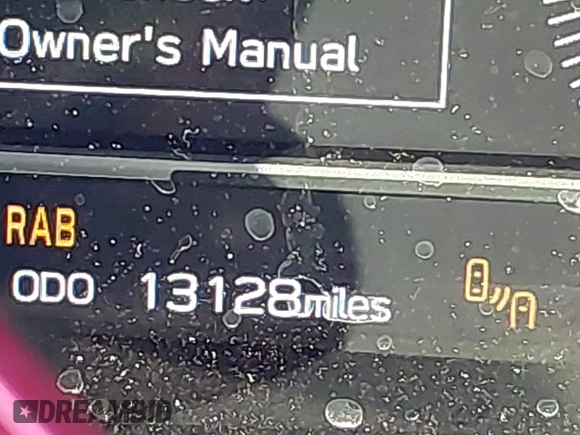 Owner's Manual
RAB
ODO 13128 miles
DREAMBID